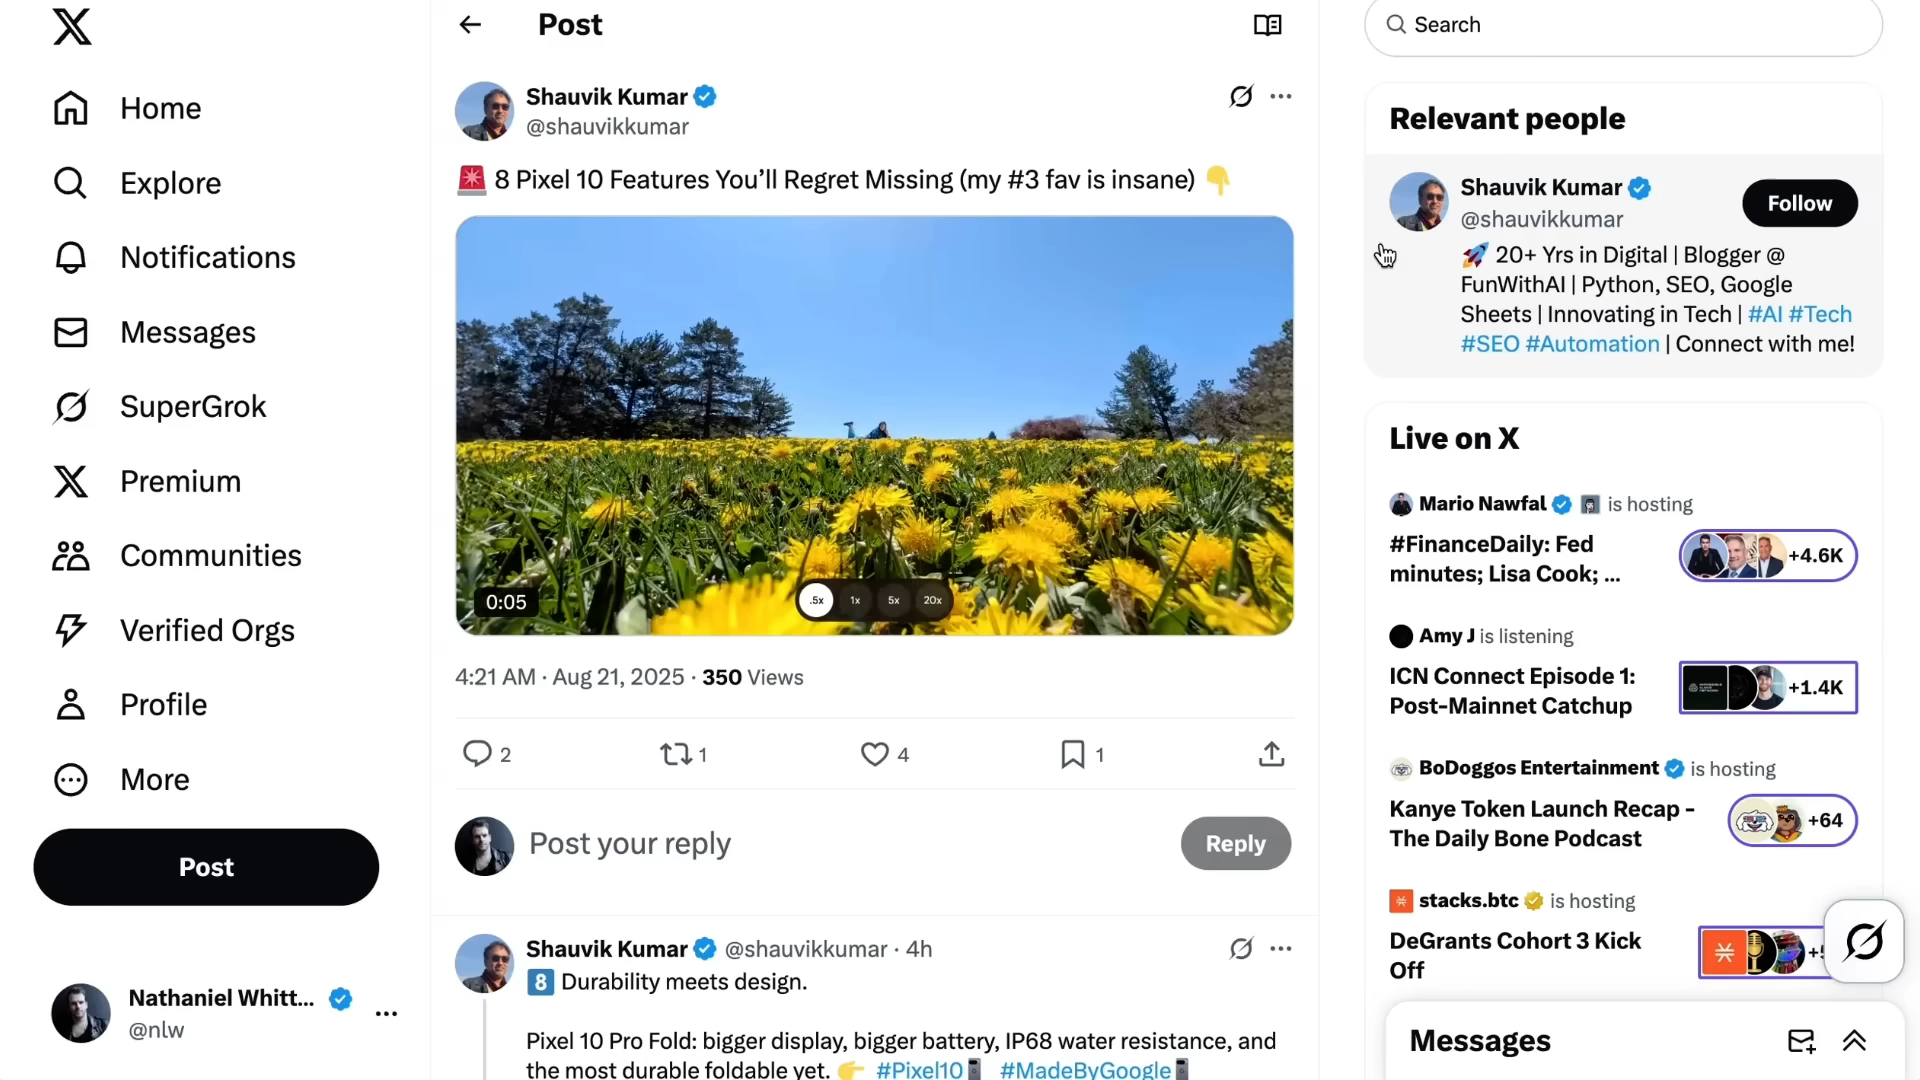 Home
Explore
Notifications
Messages
SuperGrok
Premium
Communities
Verified Orgs
Profile
More
Post
Nathaniel Whitt...
@nlw
Post
Shauvik Kumar
@shauvikkumar
🚨 8 Pixel 10 Features You’ll Regret Missing (my #3 fav is insane) 👇
0:05
.5x 1x 5x 20x
4:21 AM · Aug 21, 2025 · 350 Views
2 1 4 1
Post your reply
Reply
Shauvik Kumar @shauvikkumar · 4h
8️⃣ Durability meets design.
Pixel 10 Pro Fold: bigger display, bigger battery, IP68 water resistance, and
the most durable foldable yet. 👉 #Pixel10 #MadeByGoogle
Search
Relevant people
Shauvik Kumar
@shauvikkumar
Follow
🚀 20+ Yrs in Digital | Blogger @
FunWithAI | Python, SEO, Google
Sheets | Innovating in Tech | #AI #Tech
#SEO #Automation | Connect with me!
Live on X
Mario Nawfal is hosting
#FinanceDaily: Fed
minutes; Lisa Cook; ...
+4.6K
Amy J is listening
ICN Connect Episode 1:
Post-Mainnet Catchup
+1.4K
BoDoggos Entertainment is hosting
Kanye Token Launch Recap -
The Daily Bone Podcast
+64
stacks.btc is hosting
DeGrants Cohort 3 Kick
Off
Messages